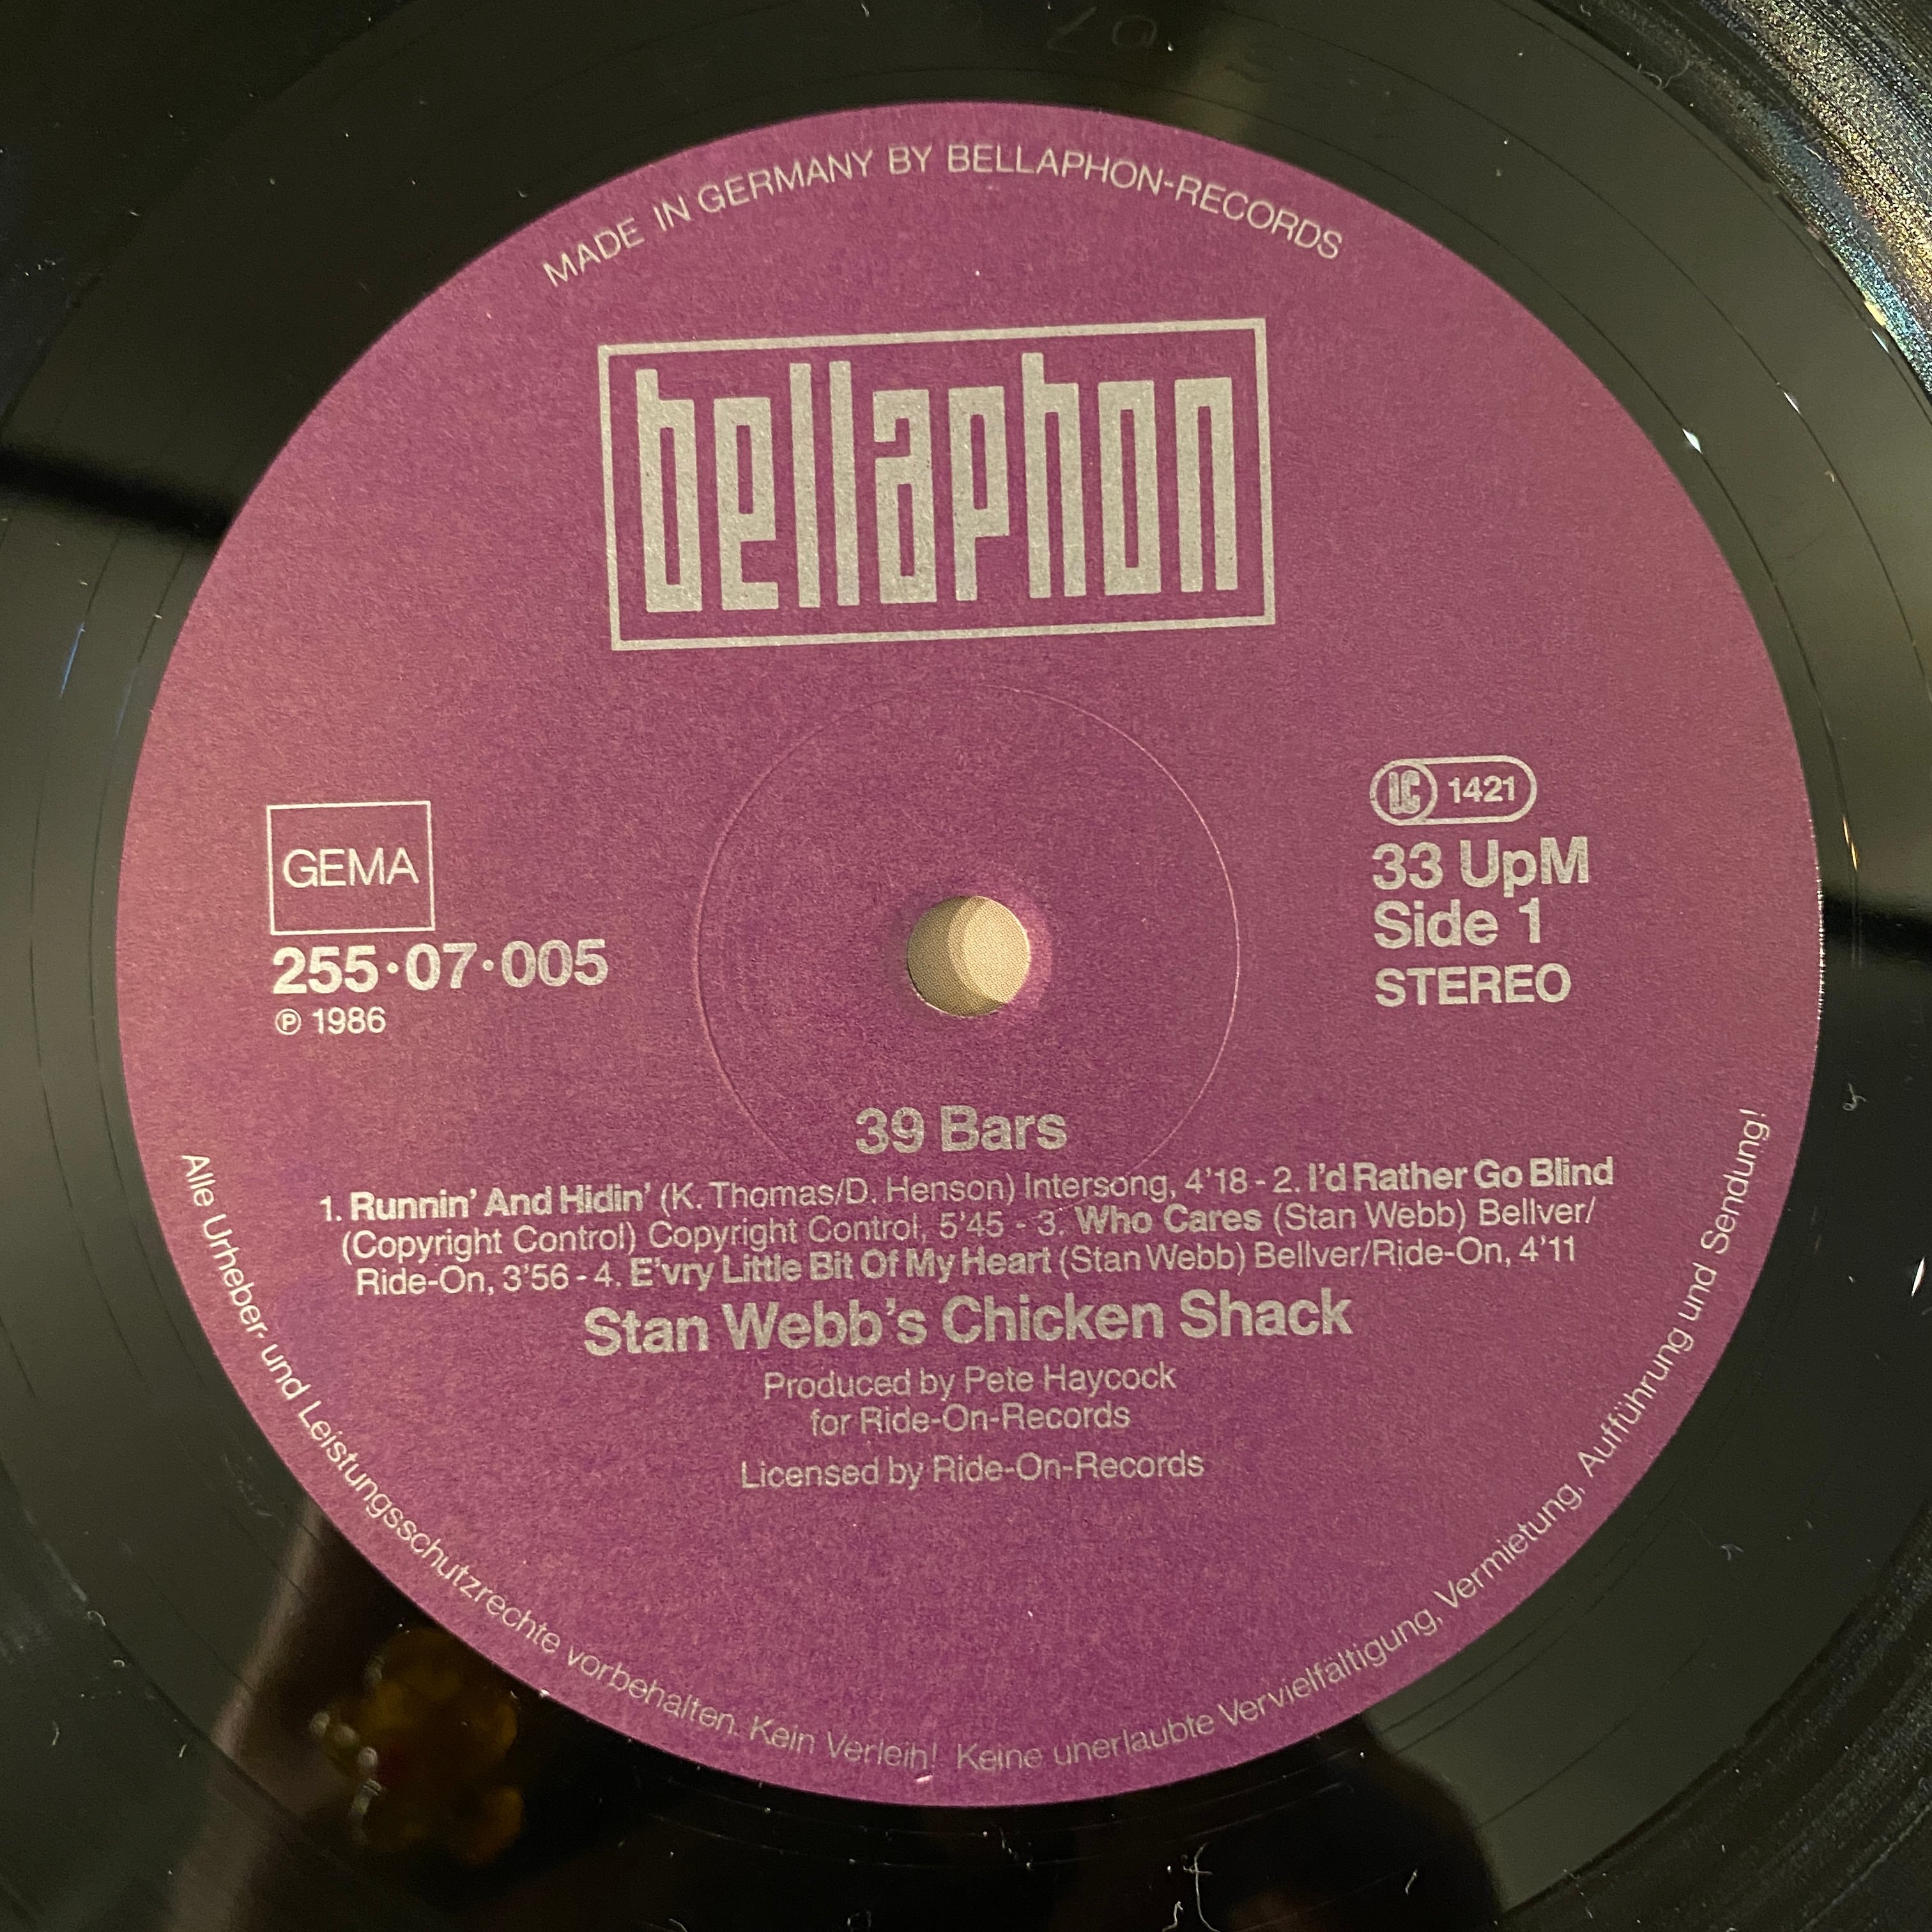 MADE IN GERMANY BY BELLAPHON-RECORDS
bellaphon
GEMA
255·07·005
℗ 1986
LC 1421
33 UpM
Side 1
STEREO
39 Bars
1. Runnin' And Hidin' (K. Thomas/D. Henson) Intersong, 4'18 - 2. I'd Rather Go Blind
(Copyright Control) Copyright Control, 5'45 - 3. Who Cares (Stan Webb) Bellver/
Ride-On, 3'56 - 4. E'vry Little Bit Of My Heart (Stan Webb) Bellver/Ride-On, 4'11
Stan Webb's Chicken Shack
Produced by Pete Haycock
for Ride-On-Records
Licensed by Ride-On-Records
Alle Urheber- und Leistungsschutzrechte vorbehalten. Kein Verleih! Keine unerlaubte Vervielfältigung, Vermietung, Aufführung und Sendung!